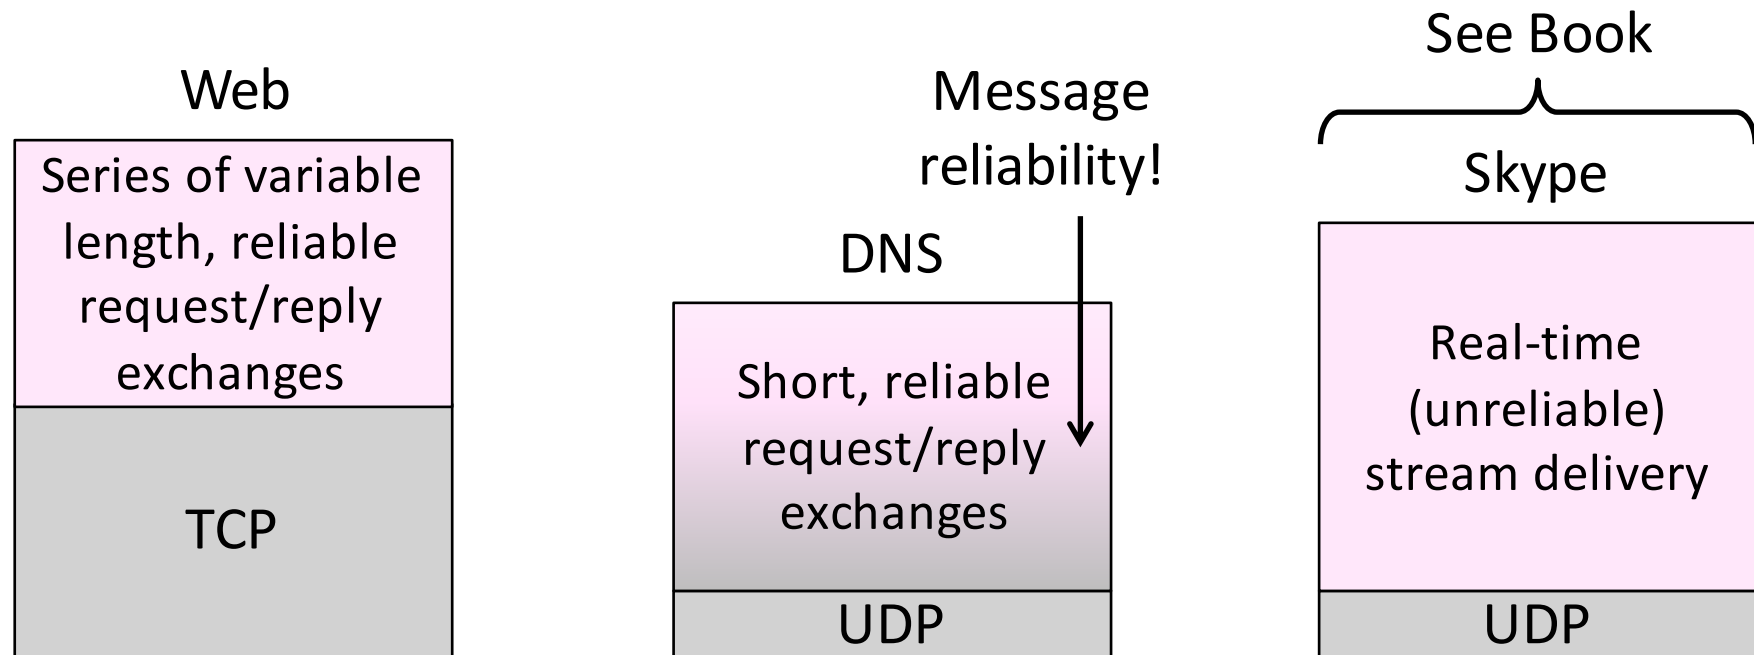 Web
Series of variable
length, reliable
request/reply
exchanges
TCP
Message
reliability!
DNS
Short, reliable
request/reply
exchanges
UDP
See Book
Skype
Real-time
(unreliable)
stream delivery
UDP